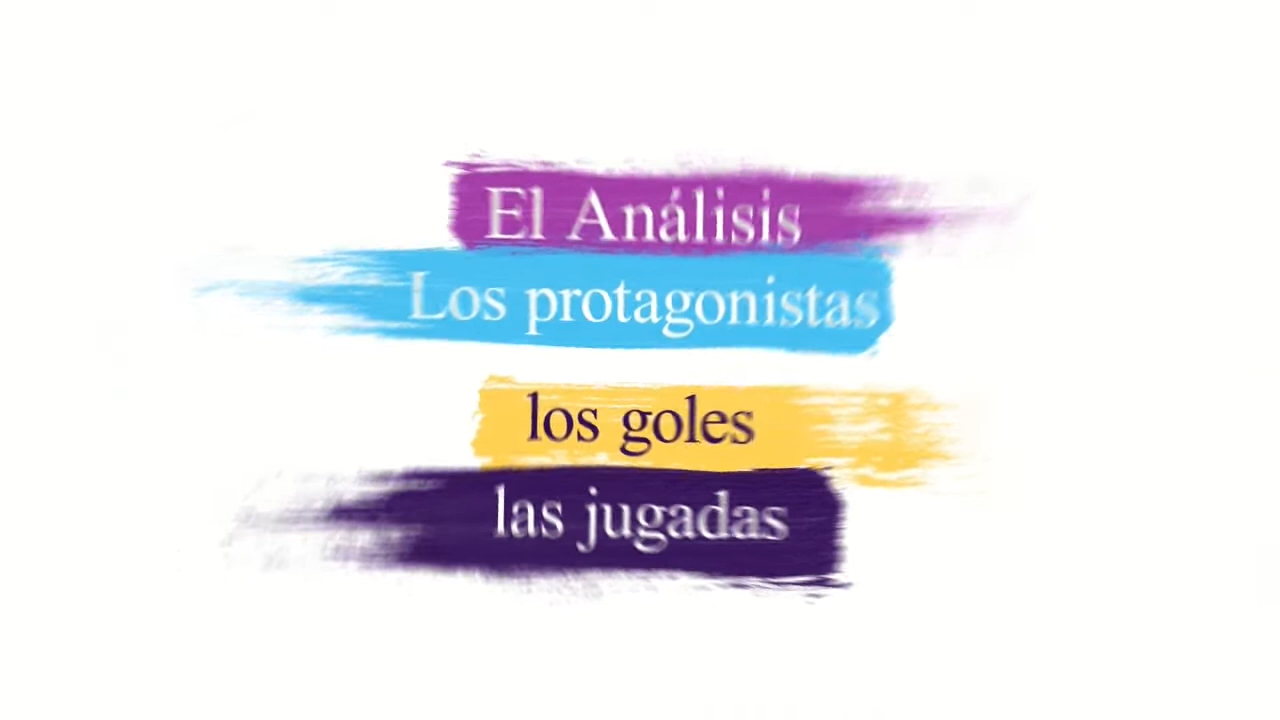 El Análisis
Los protagonistas
los goles
las jugadas